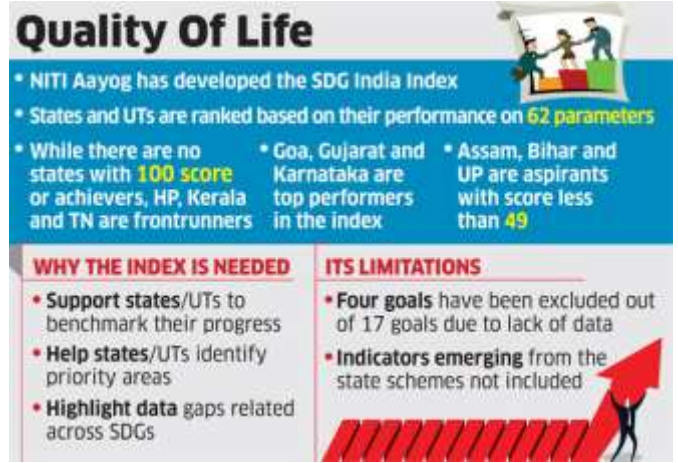 Quality Of Life
• NITI Aayog has developed the SDG India Index
• States and UTs are ranked based on their performance on 62 parameters
• While there are no
states with 100 score
or achievers, HP, Kerala
and TN are frontrunners
• Goa, Gujarat and
Karnataka are
top performers
in the index
• Assam, Bihar and
UP are aspirants
with score less
than 49
WHY THE INDEX IS NEEDED
• Support states/UTs to
benchmark their progress
• Help states/UTs identify
priority areas
• Highlight data gaps related
across SDGs
ITS LIMITATIONS
• Four goals have been excluded out
of 17 goals due to lack of data
• Indicators emerging from the
state schemes not included